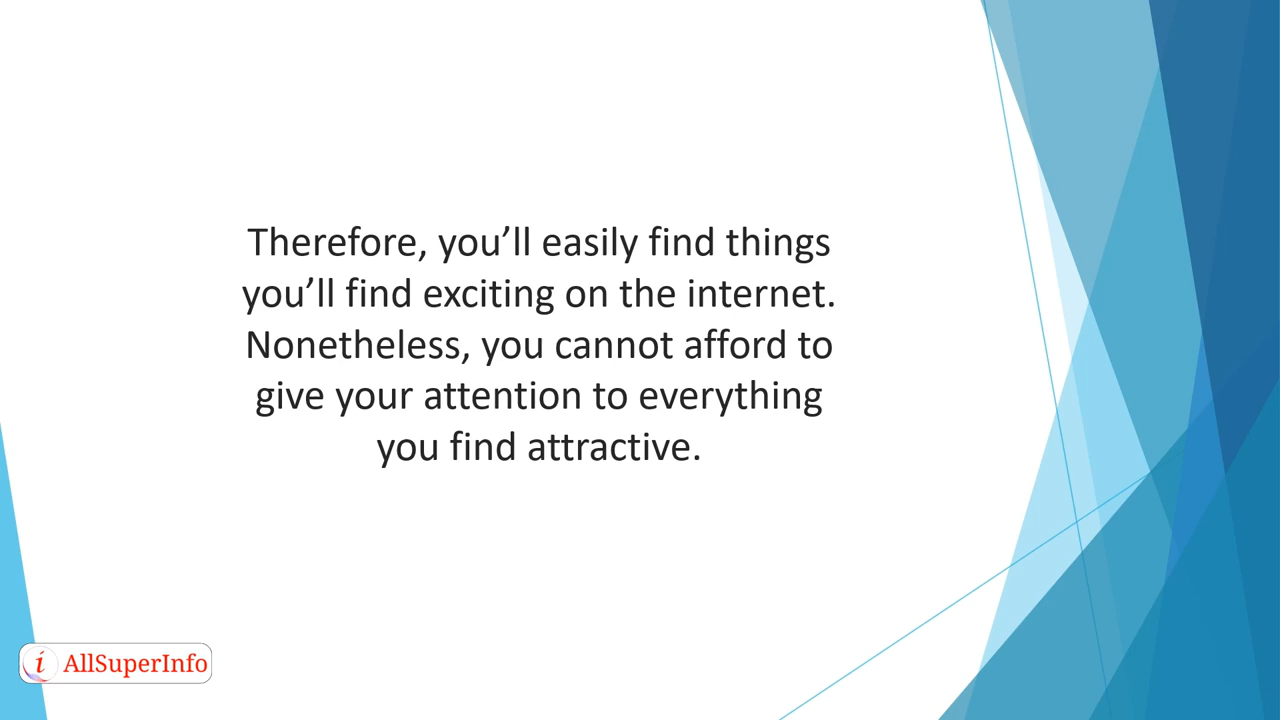 Therefore, you’ll easily find things
you’ll find exciting on the internet.
Nonetheless, you cannot afford to
give your attention to everything
you find attractive.
i AllSuperInfo